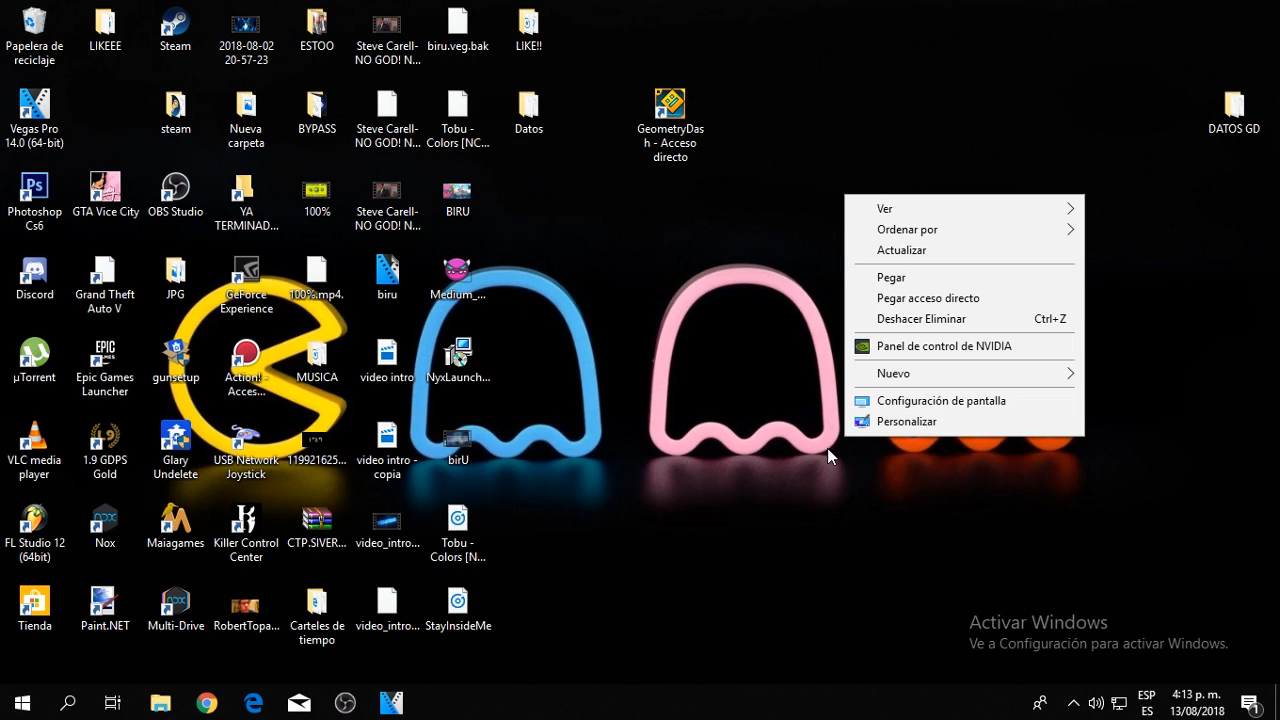 Papelera de
reciclaje
LIKEEE
Steam
2018-08-02
20-57-23
ESTOO
Steve Carell-
NO GOD! N...
biru.veg.bak
LIKE!!
Vegas Pro
14.0 (64-bit)
steam
Nueva
carpeta
BYPASS
Steve Carell-
NO GOD! N...
Tobu -
Colors [NC...
Datos
GeometryDas
h - Acceso
directo
DATOS GD
Photoshop
Cs6
GTA Vice City
OBS Studio
YA
TERMINAD...
100%
Steve Carell-
NO GOD! N...
BIRU
Discord
Grand Theft
Auto V
JPG
GeForce
Experience
100%.mp4.
biru
Medium_...
µTorrent
Epic Games
Launcher
gunsetup
Action! -
Acces...
MUSICA
video intro
NyxLaunch...
VLC media
player
1.9 GDPS
Gold
Glary
Undelete
USB Network
Joystick
119921625...
video intro -
copia
birU
FL Studio 12
(64bit)
Nox
Maiagames
Killer Control
Center
CTP.SIVER...
video_intro...
Tobu -
Colors [N...
Tienda
Paint.NET
Multi-Drive
RobertTopa...
Carteles de
tiempo
video_intro...
StayInsideMe
Ver
Ordenar por
Actualizar
Pegar
Pegar acceso directo
Deshacer Eliminar Ctrl+Z
Panel de control de NVIDIA
Nuevo
Configuración de pantalla
Personalizar
Activar Windows
Ve a Configuración para activar Windows.
ESP
ES
4:13 p. m.
13/08/2018
1